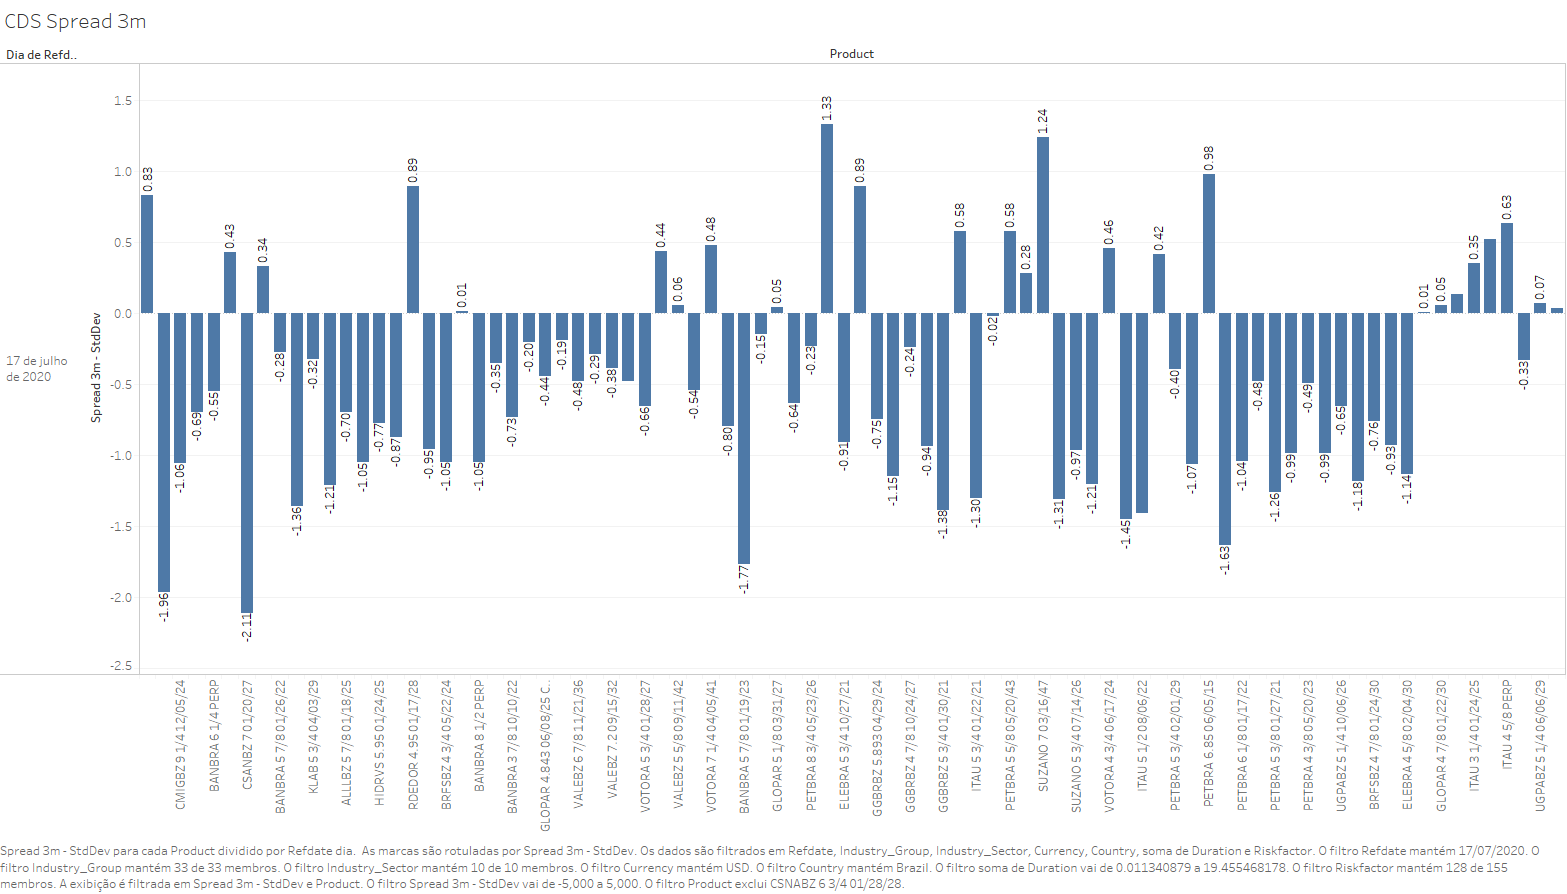 CDS Spread 3m
Dia de Refd..
Product
17 de julho
de 2020
Spread 3m - StdDev
1.5
1.0
0.5
0.0
-0.5
-1.0
-1.5
-2.0
-2.5
0.83
-1.96
-1.06
-0.69
-0.55
0.43
-2.11
0.34
-0.28
-1.36
-0.32
-1.21
-0.70
-1.05
-0.77
-0.87
0.89
-0.95
-1.05
0.01
-1.05
-0.35
-0.73
-0.20
-0.44
-0.19
-0.48
-0.29
-0.38
-0.66
0.44
0.06
-0.54
0.48
-0.80
-1.77
-0.15
0.05
-0.64
-0.23
1.33
-0.91
0.89
-0.75
-1.15
-0.24
-0.94
-1.38
0.58
-1.30
-0.02
0.58
0.28
1.24
-1.31
-0.97
-1.21
0.46
-1.45
0.42
-0.40
-1.07
0.98
-1.63
-1.04
-0.48
-1.26
-0.99
-0.49
-0.99
-0.65
-1.18
-0.76
-0.93
-1.14
0.01
0.05
0.35
0.63
-0.33
0.07
CMIGBZ 9 1/4 12/05/24
BANBRA 6 1/4 PERP
CSANBZ 7 01/20/27
BANBRA 5 7/8 01/26/22
KLAB 5 3/4 04/03/29
ALLLBZ 5 7/8 01/18/25
HIDRVS 5.95 01/24/25
RDEDOR 4.95 01/17/28
BRFSBZ 4 3/4 05/22/24
BANBRA 8 1/2 PERP
BANBRA 3 7/8 10/10/22
GLOPAR 4.843 06/08/25 C..
VALEBZ 6 7/8 11/21/36
VALEBZ 7.2 09/15/32
VOTORA 5 3/4 01/28/27
VALEBZ 5 5/8 09/11/42
VOTORA 7 1/4 04/05/41
BANBRA 5 7/8 01/19/23
GLOPAR 5 1/8 03/31/27
PETBRA 8 3/4 05/23/26
ELEBRA 5 3/4 10/27/21
GGBRBZ 5.893 04/29/24
GGBRBZ 4 7/8 10/24/27
GGBRBZ 5 3/4 01/30/21
ITAU 5 3/4 01/22/21
PETBRA 5 5/8 05/20/43
SUZANO 7 03/16/47
SUZANO 5 3/4 07/14/26
VOTORA 4 3/4 06/17/24
ITAU 5 1/2 08/06/22
PETBRA 5 3/4 02/01/29
PETBRA 6.85 06/05/15
PETBRA 6 1/8 01/17/22
PETBRA 5 3/8 01/27/21
PETBRA 4 3/8 05/20/23
UGPABZ 5 1/4 10/06/26
BRFSBZ 4 7/8 01/24/30
ELEBRA 4 5/8 02/04/30
GLOPAR 4 7/8 01/22/30
ITAU 3 1/4 01/24/25
ITAU 4 5/8 PERP
UGPABZ 5 1/4 06/06/29
Spread 3m - StdDev para cada Product dividido por Refdate dia.  As marcas são rotuladas por Spread 3m - StdDev. Os dados são filtrados em Refdate, Industry_Group, Industry_Sector, Currency, Country, soma de Duration e Riskfactor. O filtro Refdate mantém 17/07/2020. O
filtro Industry_Group mantém 33 de 33 membros. O filtro Industry_Sector mantém 10 de 10 membros. O filtro Currency mantém USD. O filtro Country mantém Brazil. O filtro soma de Duration vai de 0.011340879 a 19.455468178. O filtro Riskfactor mantém 128 de 155
membros. A exibição é filtrada em Spread 3m - StdDev e Product. O filtro Spread 3m - StdDev vai de -5,000 a 5,000. O filtro Product exclui CSNABZ 6 3/4 01/28/28.